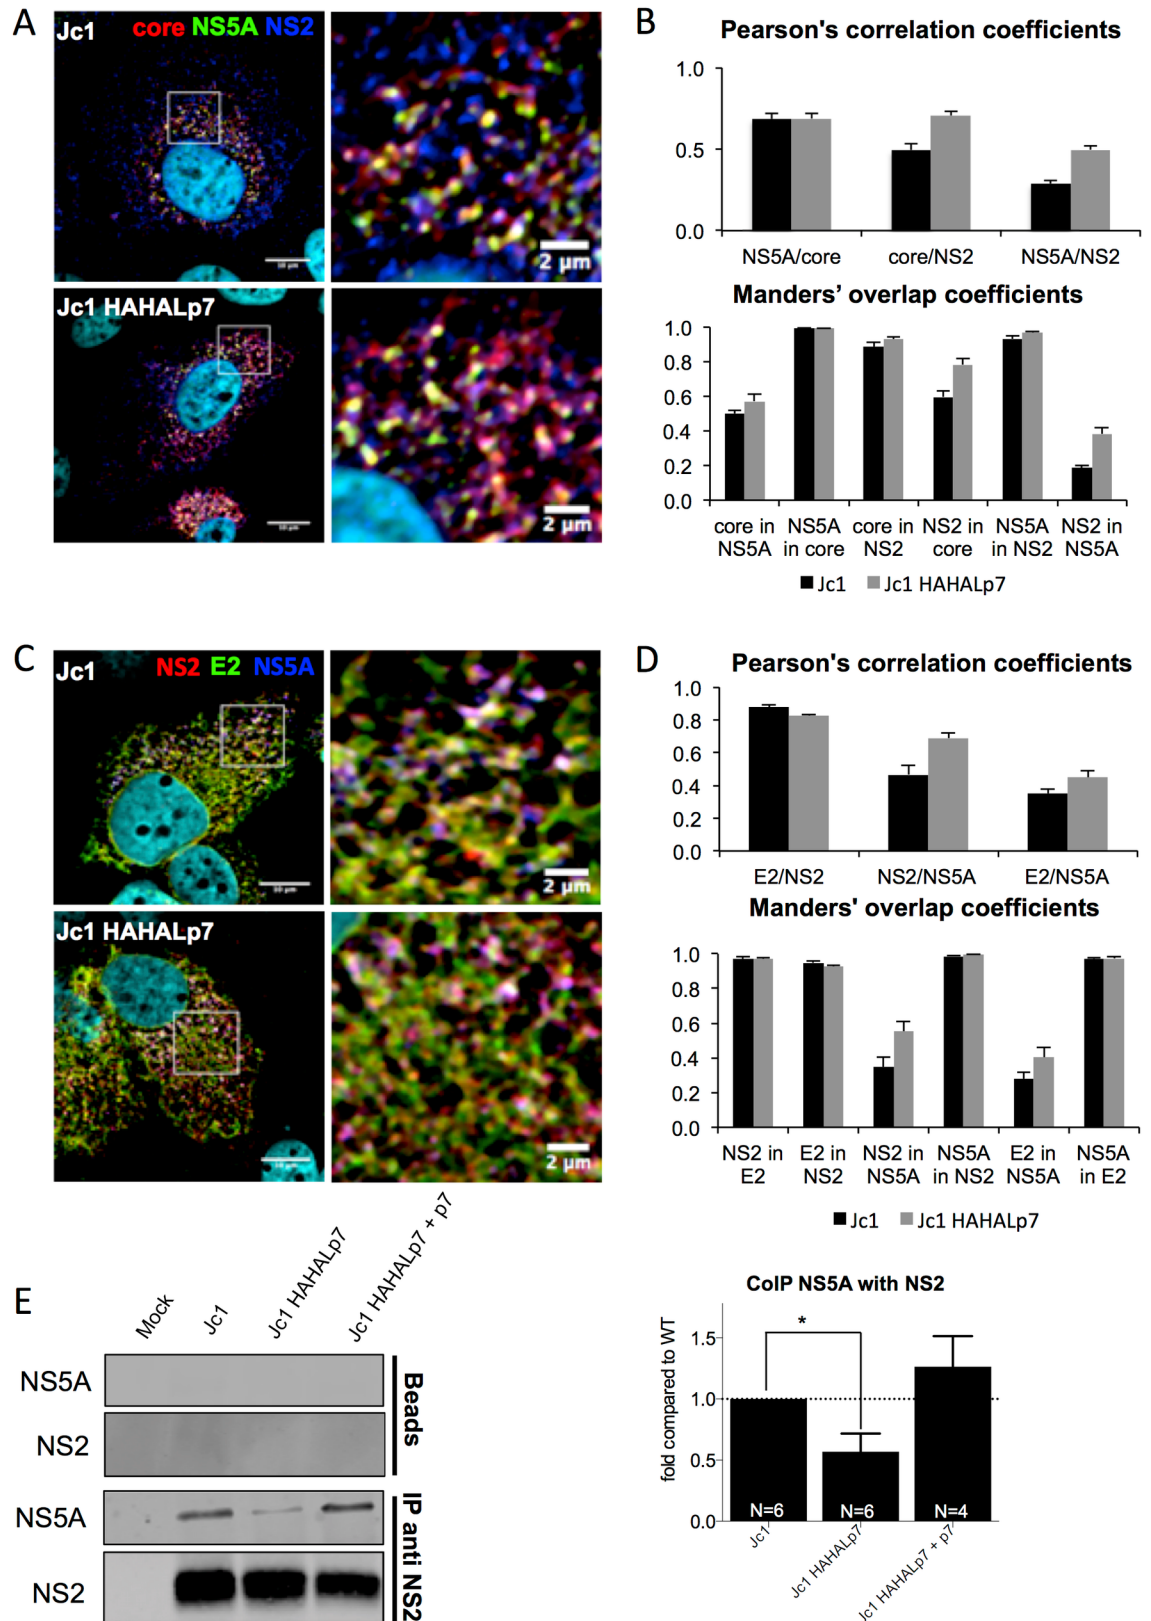 A
Jc1 core NS5A NS2
10 µm
2 µm
Jc1 HAHALp7
10 µm
2 µm
B
Pearson's correlation coefficients
1.0
0.5
0.0
NS5A/core core/NS2 NS5A/NS2
Manders’ overlap coefficients
1.0
0.8
0.6
0.4
0.2
0.0
core in NS5A core in NS2 in NS5A NS2 in
NS5A in core NS2 core in NS2 NS5A
Jc1 Jc1 HAHALp7
C
Jc1 NS2 E2 NS5A
10 µm
2 µm
Jc1 HAHALp7
10 µm
2 µm
D
Pearson's correlation coefficients
1.0
0.8
0.6
0.4
0.2
0.0
E2/NS2 NS2/NS5A E2/NS5A
Manders' overlap coefficients
1.0
0.8
0.6
0.4
0.2
0.0
NS2 in E2 in NS2 in NS5A E2 in NS5A
E2 NS2 NS5A in NS2 NS5A in E2
Jc1 Jc1 HAHALp7
E
Mock
Jc1
Jc1 HAHALp7
Jc1 HAHALp7 + p7
NS5A
NS2
Beads
NS5A
NS2
IP anti NS2
CoIP NS5A with NS2
fold compared to WT
1.5
1.0
0.5
0.0
*
N=6 N=6 N=4
Jc1
Jc1 HAHALp7
Jc1 HAHALp7 + p7